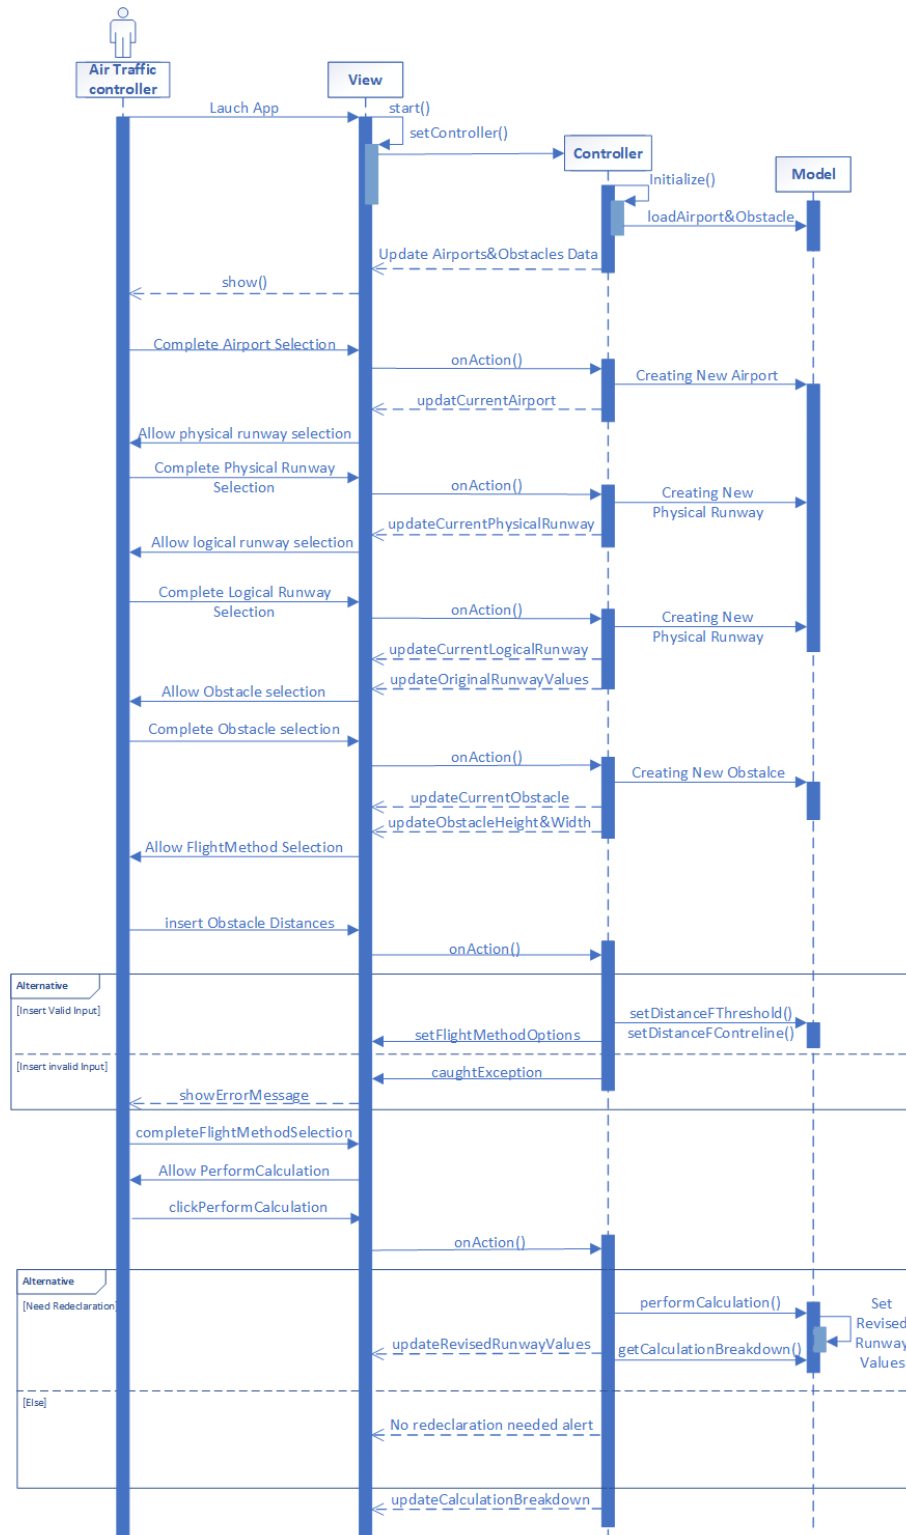 Air Traffic
controller
View
Lauch App
start()
setController()
Controller
Model
Initialize()
loadAirport&Obstacle
Update Airports&Obstacles Data
show()
Complete Airport Selection
onAction()
Creating New Airport
updatCurrentAirport
Allow physical runway selection
Complete Physical Runway
Selection
onAction()
Creating New
Physical Runway
updateCurrentPhysicalRunway
Allow logical runway selection
Complete Logical Runway
Selection
onAction()
Creating New
Physical Runway
updateCurrentLogicalRunway
updateOriginalRunwayValues
Allow Obstacle selection
Complete Obstacle selection
onAction()
Creating New Obstalce
updateCurrentObstacle
updateObstacleHeight&Width
Allow FlightMethod Selection
insert Obstacle Distances
onAction()
Alternative
[Insert Valid Input]
setDistanceFThreshold()
setDistanceFContreline()
setFlightMethodOptions
[Insert invalid Input]
caughtException
showErrorMessage
completeFlightMethodSelection
Allow PerformCalculation
clickPerformCalculation
onAction()
Alternative
[Need Redeclaration]
performCalculation()
Set
Revised
Runway
Values
updateRevisedRunwayValues
getCalculationBreakdown()
[Else]
No redeclaration needed alert
updateCalculationBreakdown